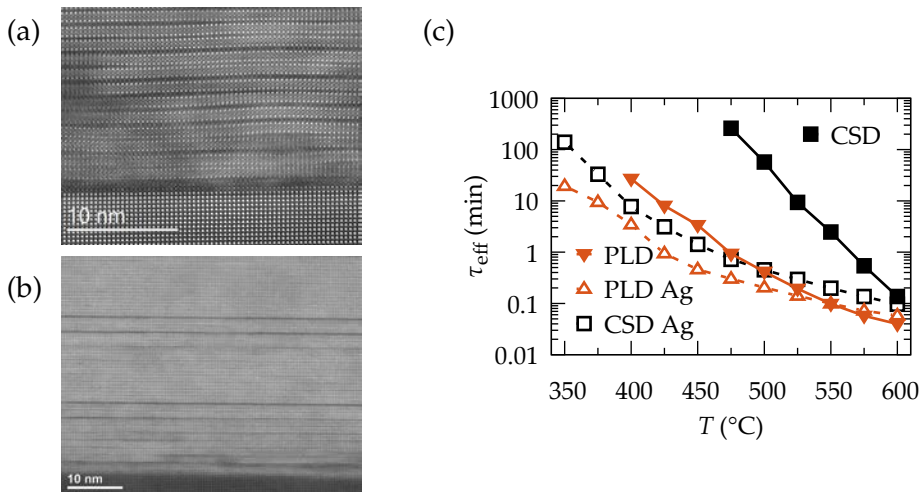 (a)
10 nm
(b)
10 nm
(c)
1000
100
10
1
0.1
0.01
τeff (min)
CSD
PLD
PLD Ag
CSD Ag
350 400 450 500 550 600
T (°C)